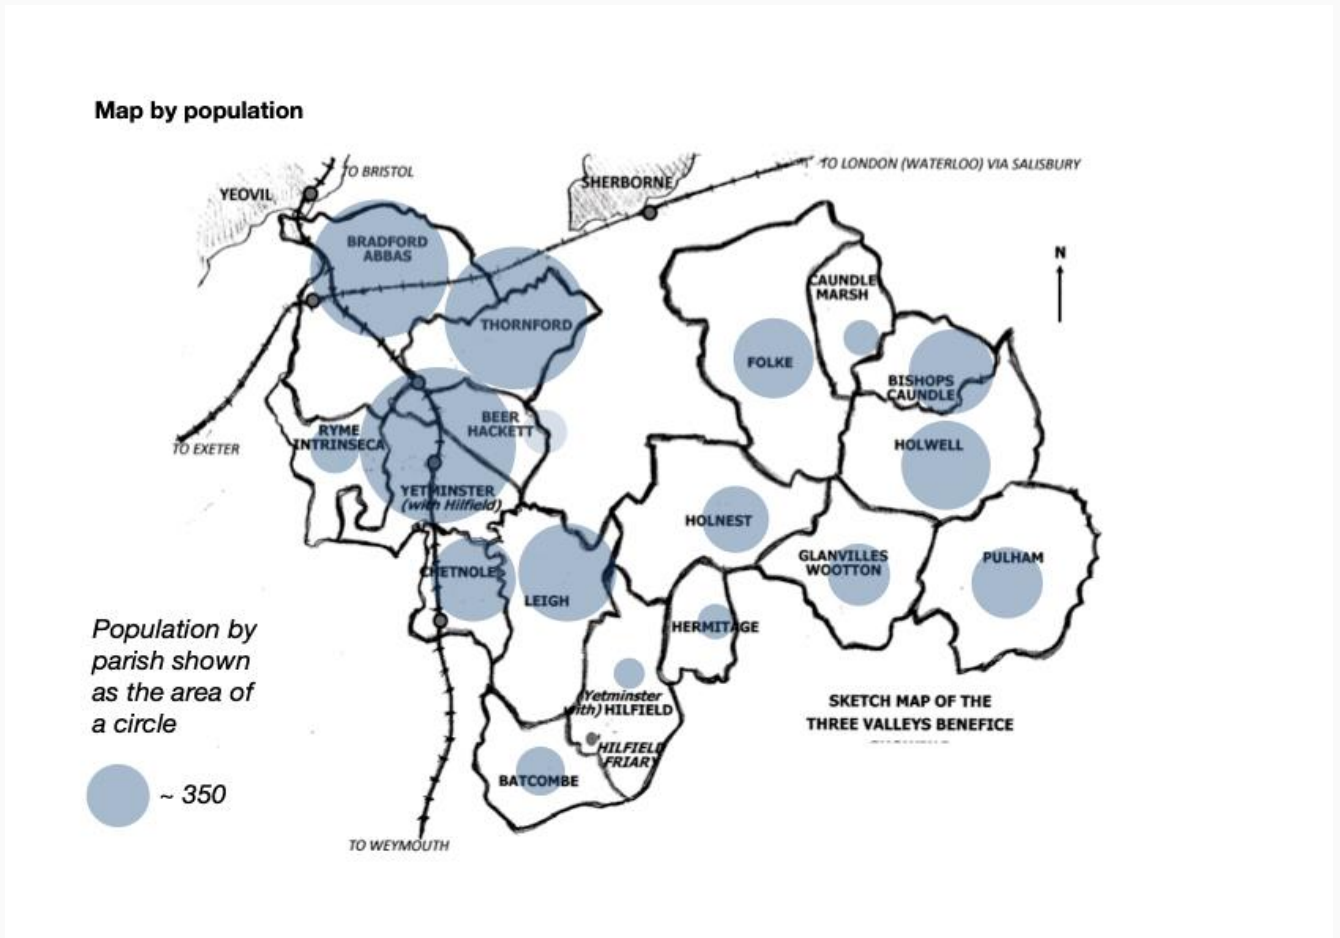 Map by population
TO BRISTOL
TO LONDON (WATERLOO) VIA SALISBURY
SHERBORNE
YEOVIL
BRADFORD
ABBAS
N
CAUNDLE
MARSH
THORNFORD
FOLKE
BISHOPS
CAUNDLE
BEER
HACKETT
RYME
INTRINSECA
TO EXETER
HOLWELL
YETMINSTER
(with Hilfield)
HOLNEST
GLANVILLES
WOOTTON
PULHAM
CHETNOLE
LEIGH
HERMITAGE
Population by
parish shown
as the area of
a circle
~ 350
(Yetminster
with) HILFIELD
HILFIELD
FRIARY
BATCOMBE
SKETCH MAP OF THE
THREE VALLEYS BENEFICE
TO WEYMOUTH